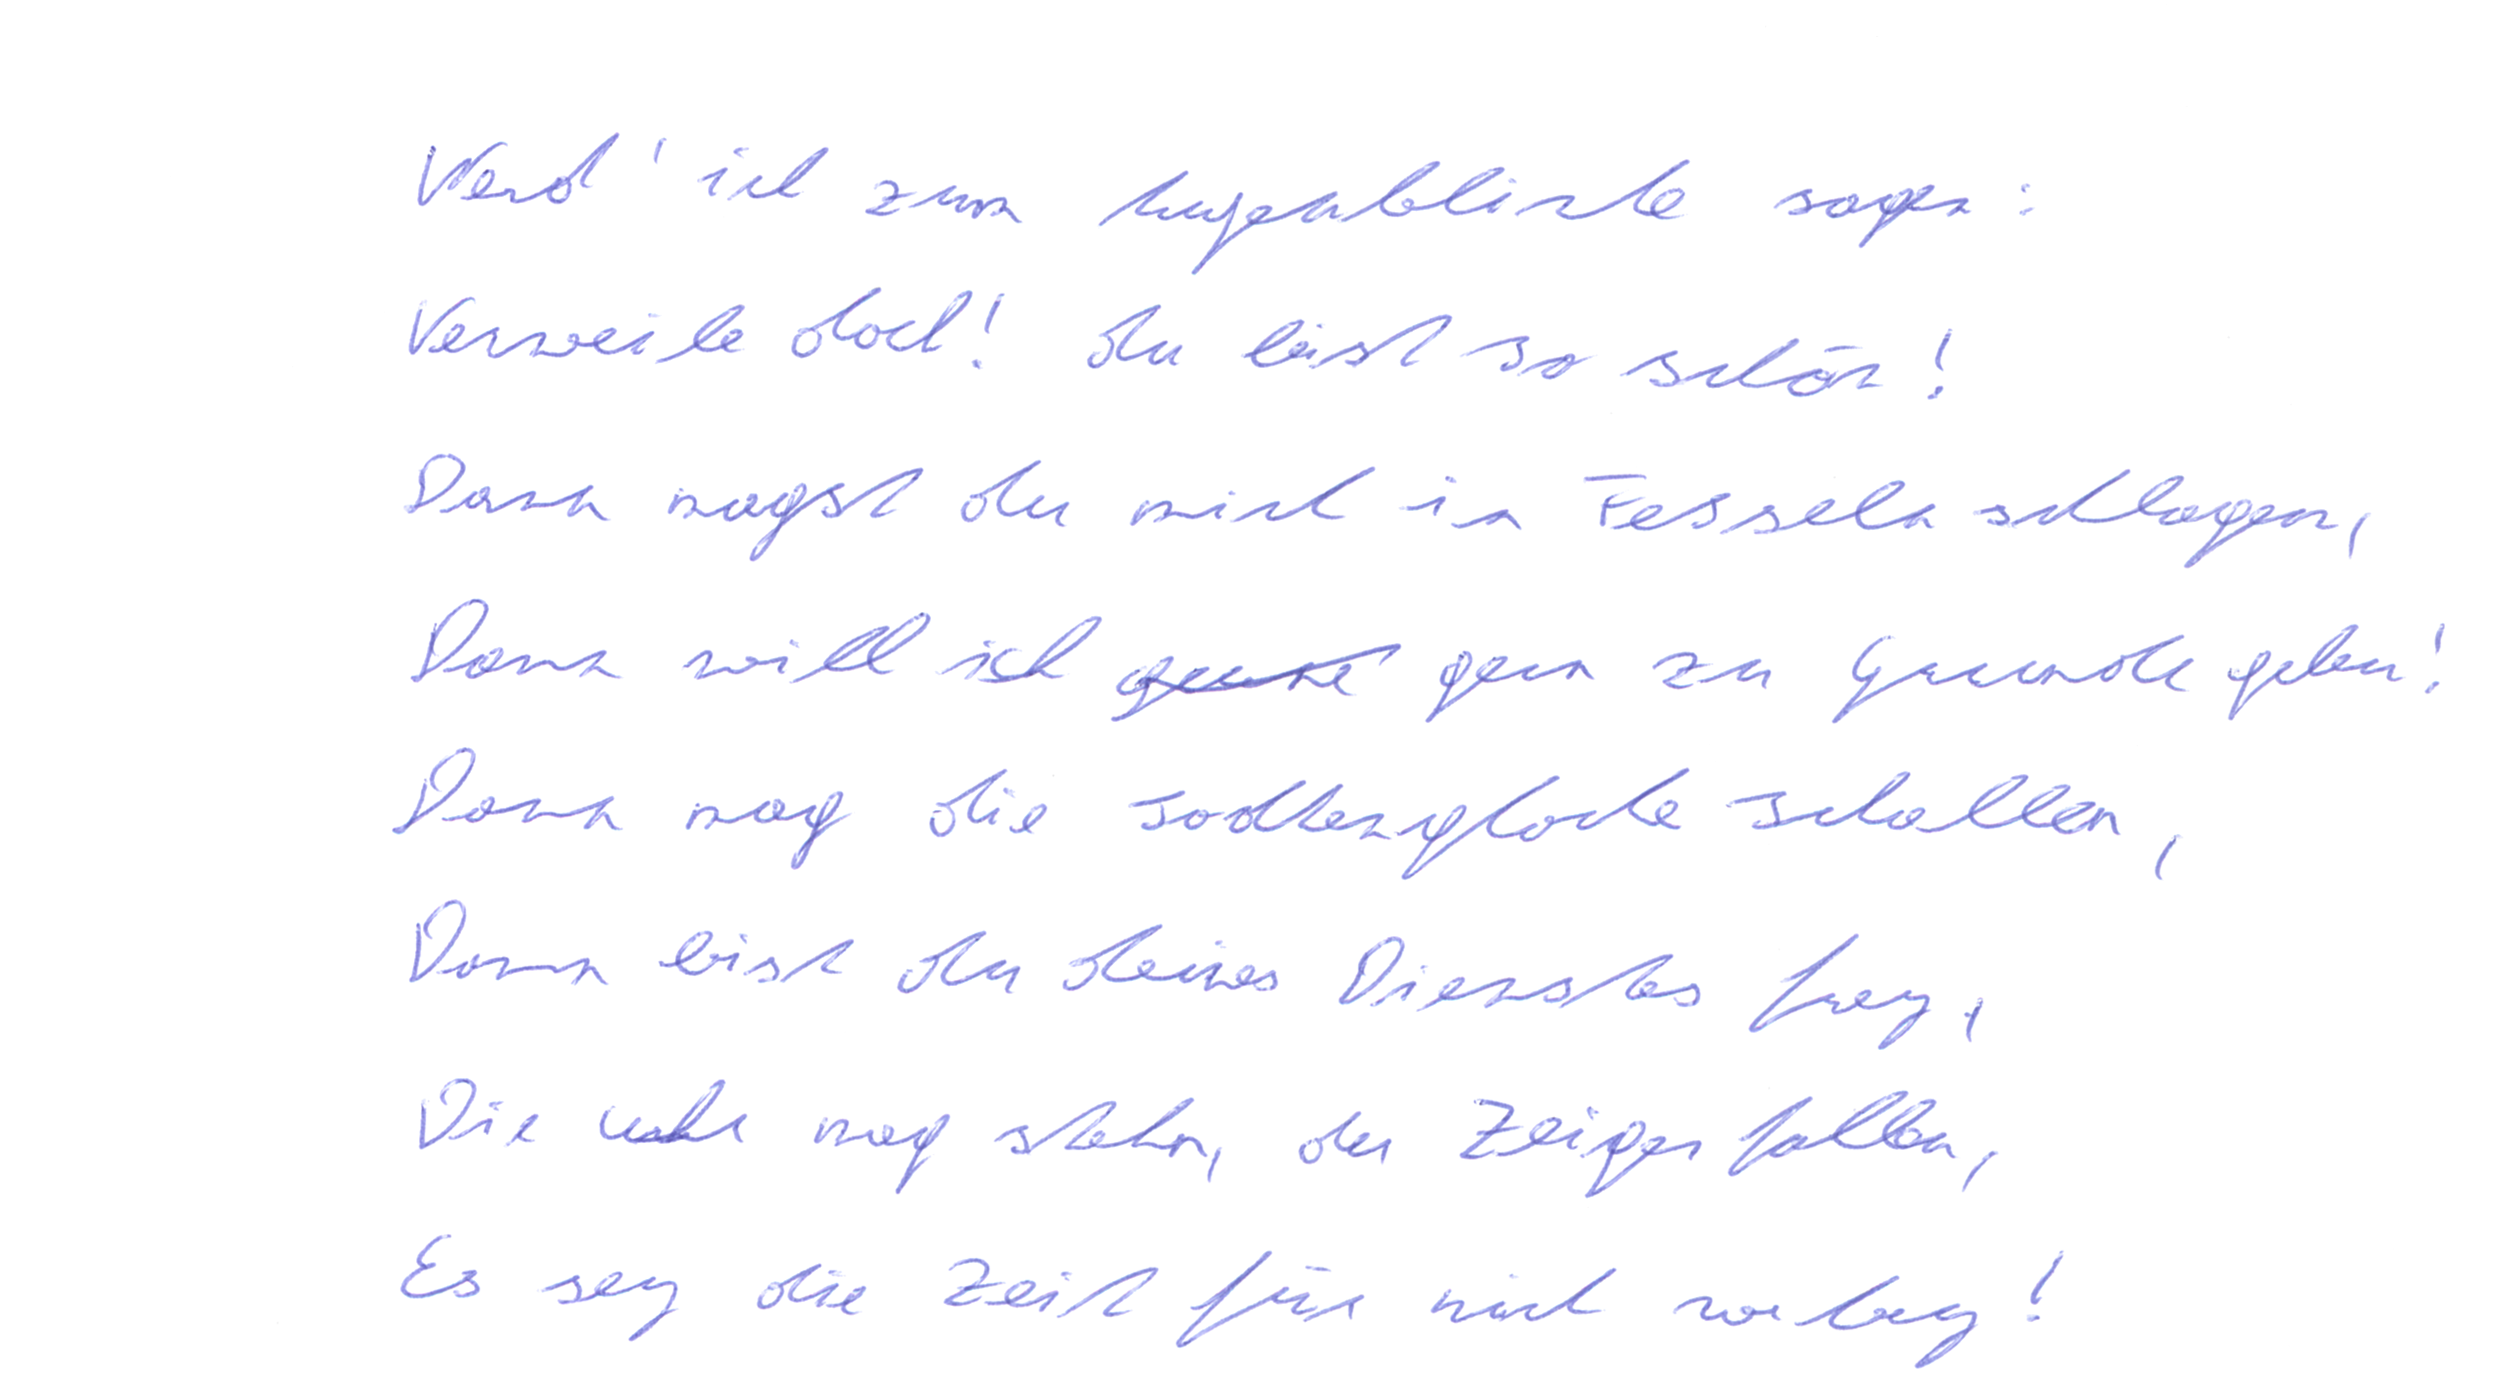 Werd' ich zum Augenblicke sagen:
Verweile doch! du bist so schön!
Dann magst du mich in Fesseln schlagen,
Dann will ich gern zu Grunde gehen!
Dann mag die Todtenglocke schallen,
Dann bist du deines Dienstes frey,
Die Uhr mag stehn, der Zeiger fallen,
Es sey die Zeit für mich vorbey!